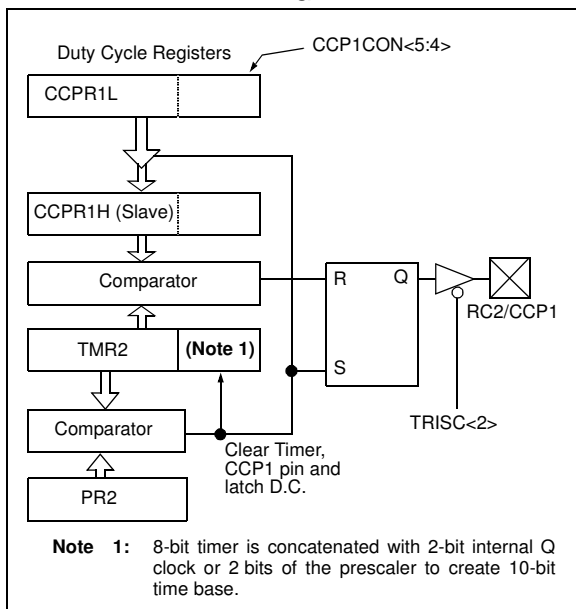 Duty Cycle Registers
CCP1CON<5:4>
CCPR1L
CCPR1H (Slave)
Comparator
R
Q
RC2/CCP1
TMR2
(Note 1)
S
TRISC<2>
Comparator
Clear Timer,
CCP1 pin and
latch D.C.
PR2
Note 1: 8-bit timer is concatenated with 2-bit internal Q
clock or 2 bits of the prescaler to create 10-bit
time base.